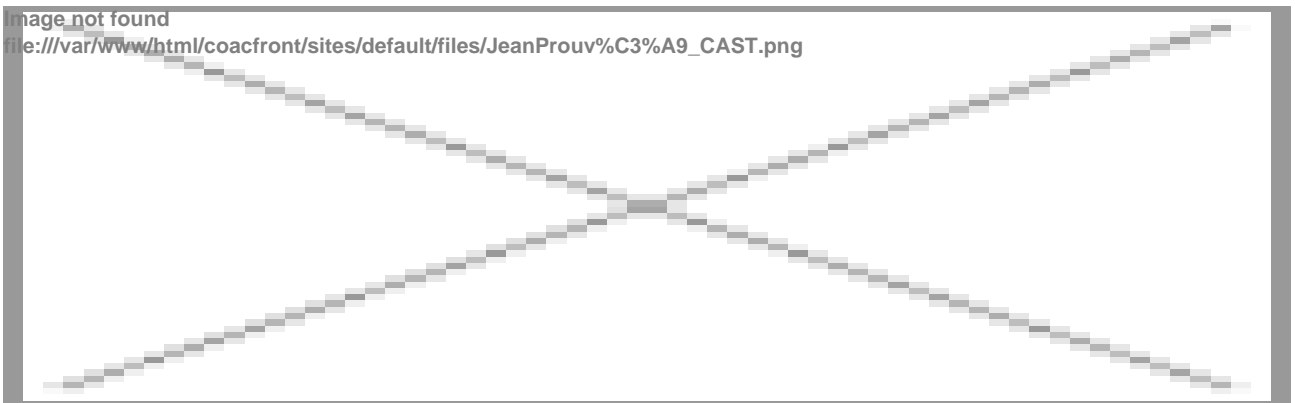 Image not found
file:///var/www/html/coacfront/sites/default/files/JeanProuv%C3%A9_CAST.png